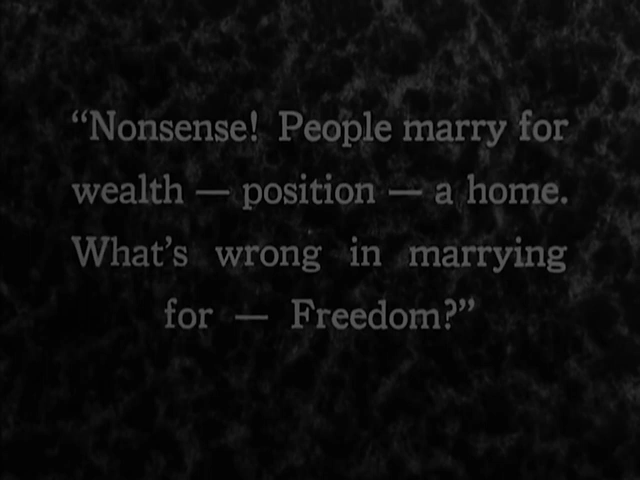 “Nonsense! People marry for
wealth — position — a home.
What’s wrong in marrying
for — Freedom?”